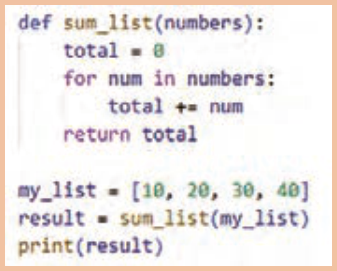 def sum_list(numbers):
    total = 0
    for num in numbers:
        total += num
    return total

my_list = [10, 20, 30, 40]
result = sum_list(my_list)
print(result)